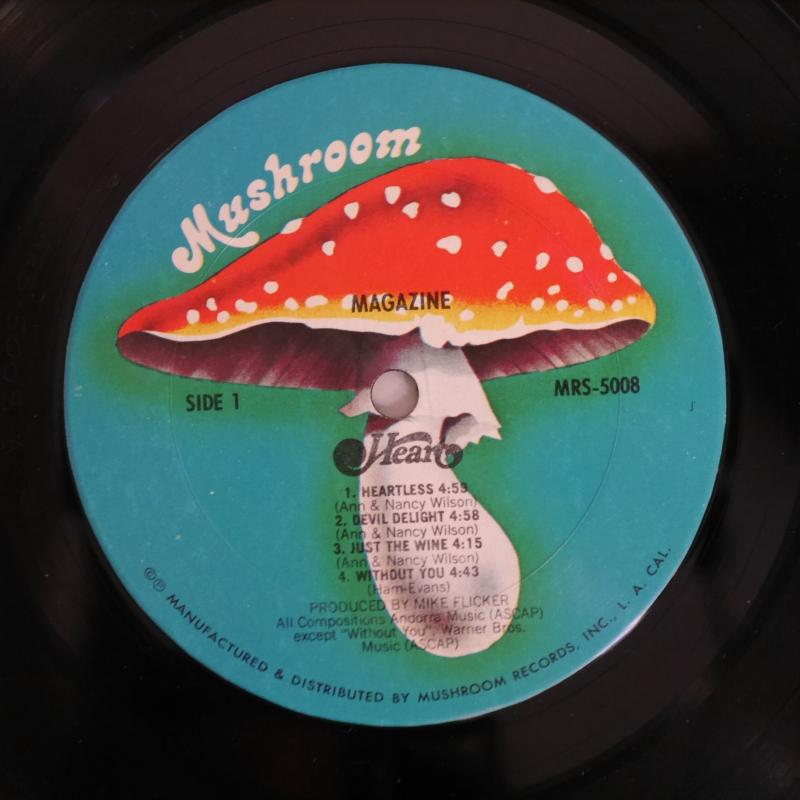 Mushroom
MAGAZINE
SIDE 1
MRS-5008
Heart
1. HEARTLESS 4:59
(Ann & Nancy Wilson)
2. DEVIL DELIGHT 4:58
(Ann & Nancy Wilson)
3. JUST THE WINE 4:15
(Ann & Nancy Wilson)
4. WITHOUT YOU 4:43
(Ham-Evans)
PRODUCED BY MIKE FLICKER
All Compositions Andorra Music (ASCAP)
except "Without You", Warner Bros.
Music (ASCAP)
©℗ MANUFACTURED & DISTRIBUTED BY MUSHROOM RECORDS, INC., L. A. CAL.